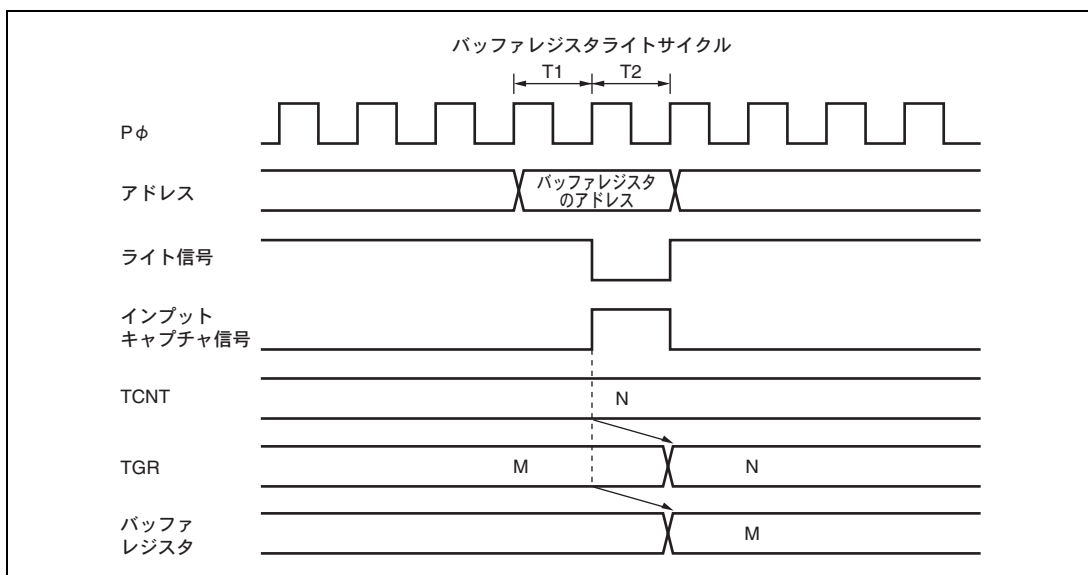 バッファレジスタライトサイクル
T1 T2
Pφ
アドレス
バッファレジスタ
のアドレス
ライト信号
インプット
キャプチャ信号
TCNT
N
TGR
M N
バッファ
レジスタ
M